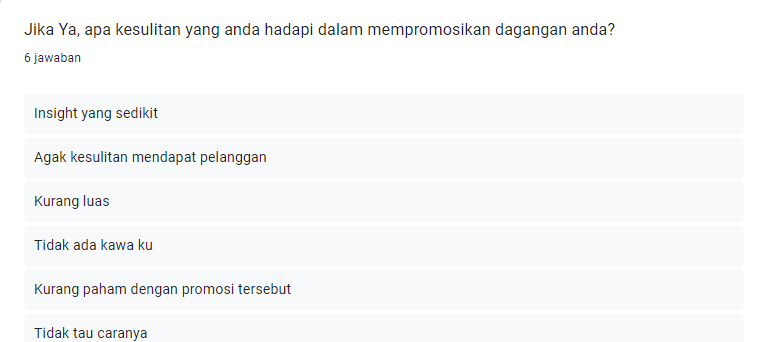 Jika Ya, apa kesulitan yang anda hadapi dalam mempromosikan dagangan anda?
6 jawaban
Insight yang sedikit
Agak kesulitan mendapat pelanggan
Kurang luas
Tidak ada kawa ku
Kurang paham dengan promosi tersebut
Tidak tau caranya